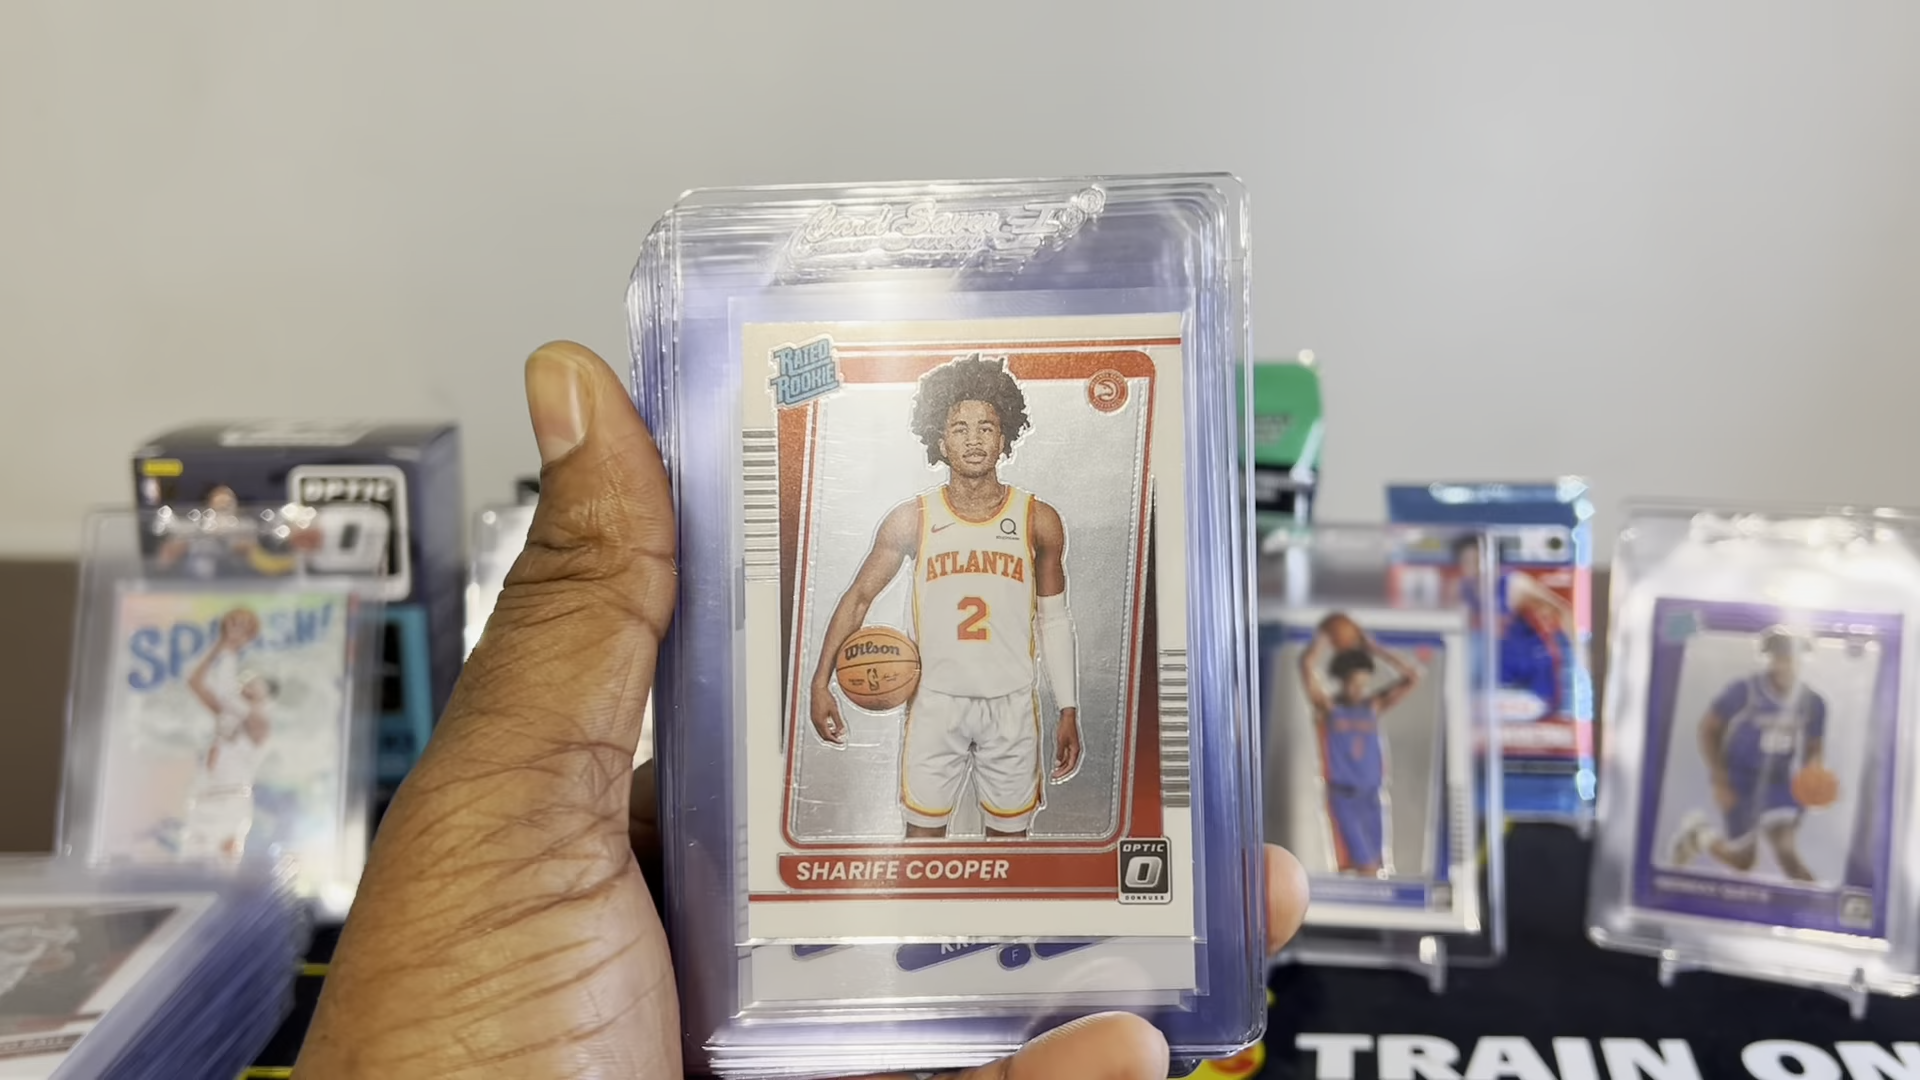 Card Saver I
RATED
ROOKIE
ATLANTA
2
Wilson
SHARIFE COOPER
OPTIC
DONRUSS
OPTIC
SPLASH!
F
TRAIN ON